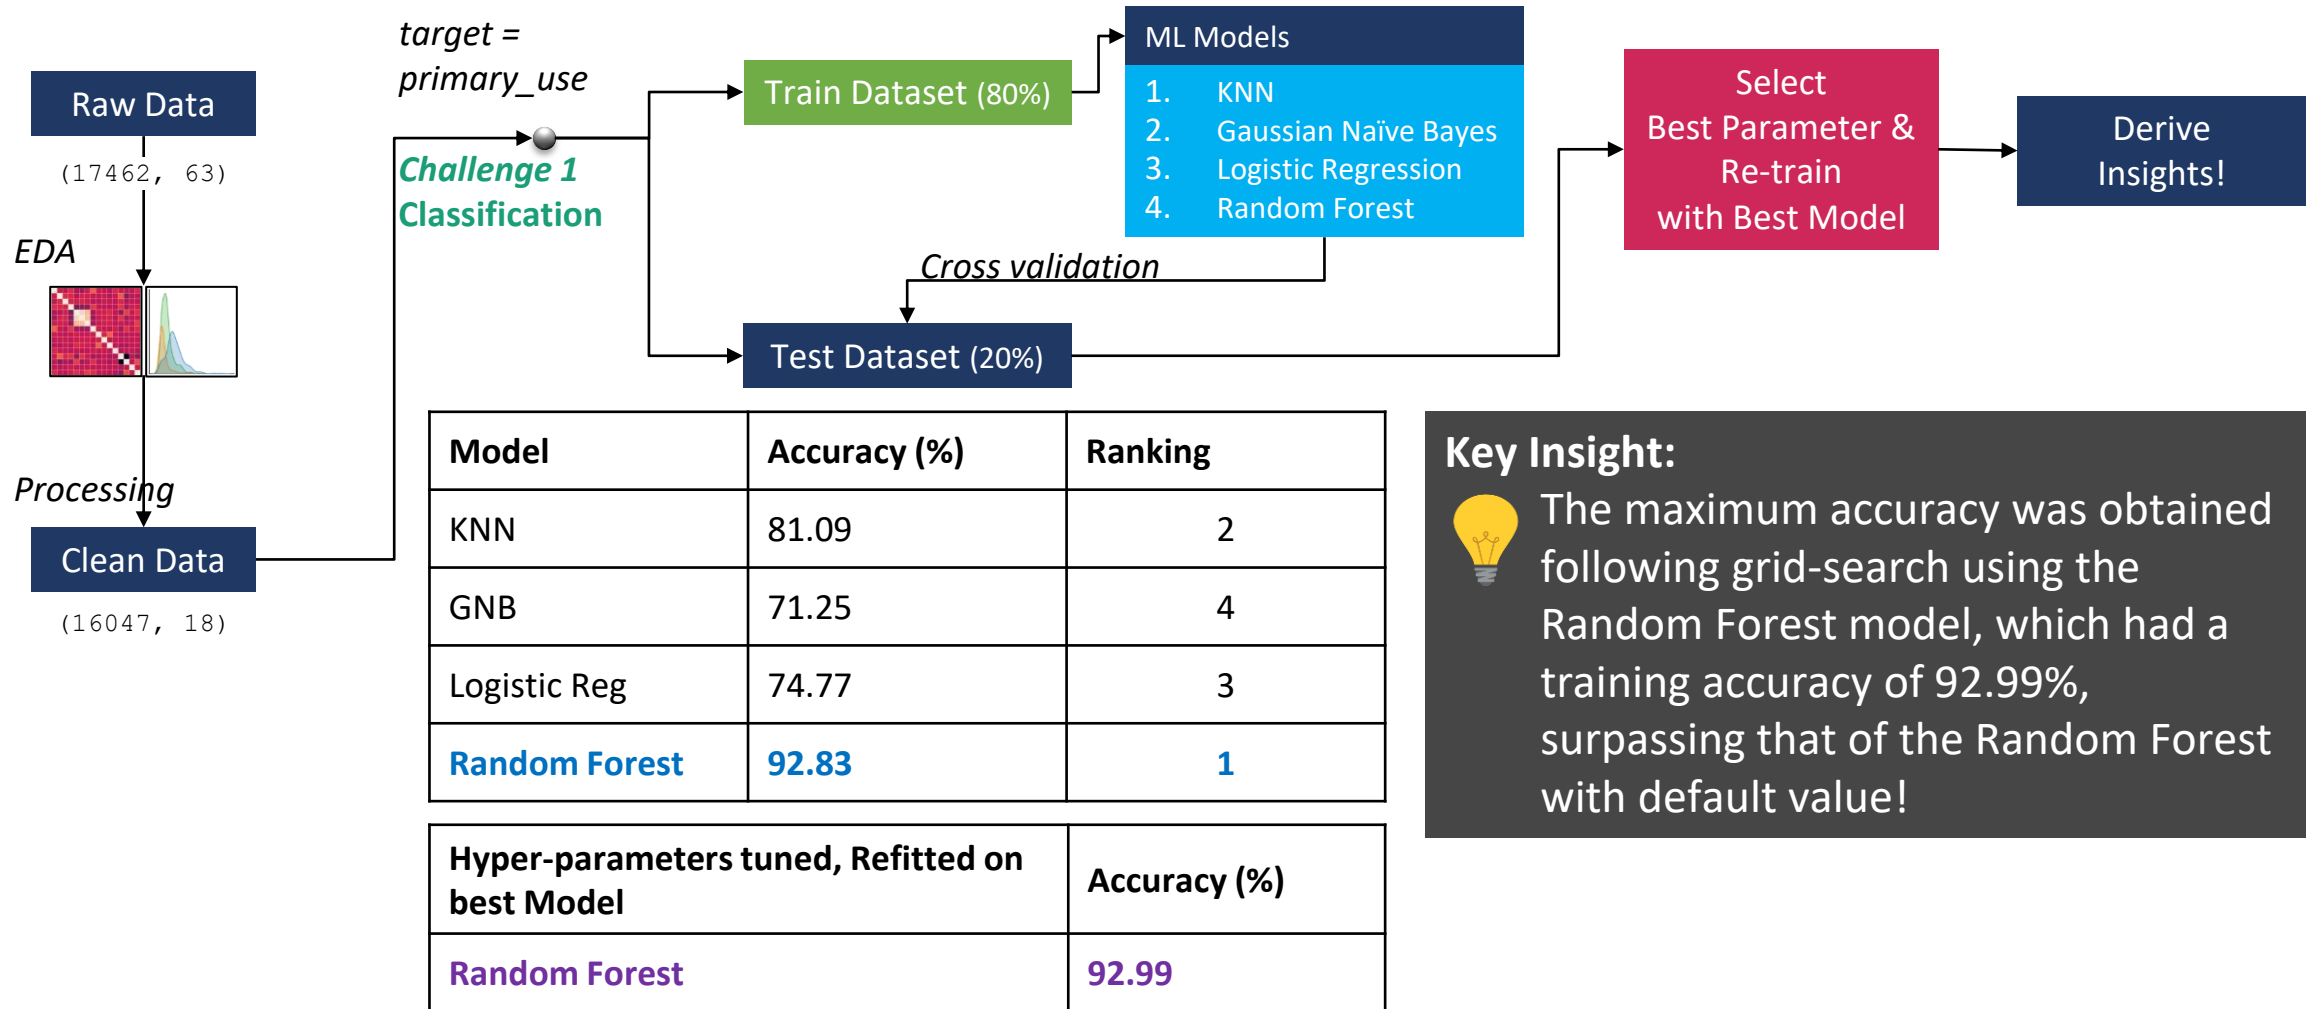 Raw Data
(17462, 63)
EDA
Processing
Clean Data
(16047, 18)
target =
primary_use
Challenge 1
Classification
Train Dataset (80%)
ML Models
1. KNN
2. Gaussian Naïve Bayes
3. Logistic Regression
4. Random Forest
Cross validation
Test Dataset (20%)
Select
Best Parameter &
Re-train
with Best Model
Derive
Insights!
Model Accuracy (%) Ranking
KNN 81.09 2
GNB 71.25 4
Logistic Reg 74.77 3
Random Forest 92.83 1
Hyper-parameters tuned, Refitted on
best Model
Accuracy (%)
Random Forest 92.99
Key Insight:
The maximum accuracy was obtained
following grid-search using the
Random Forest model, which had a
training accuracy of 92.99%,
surpassing that of the Random Forest
with default value!